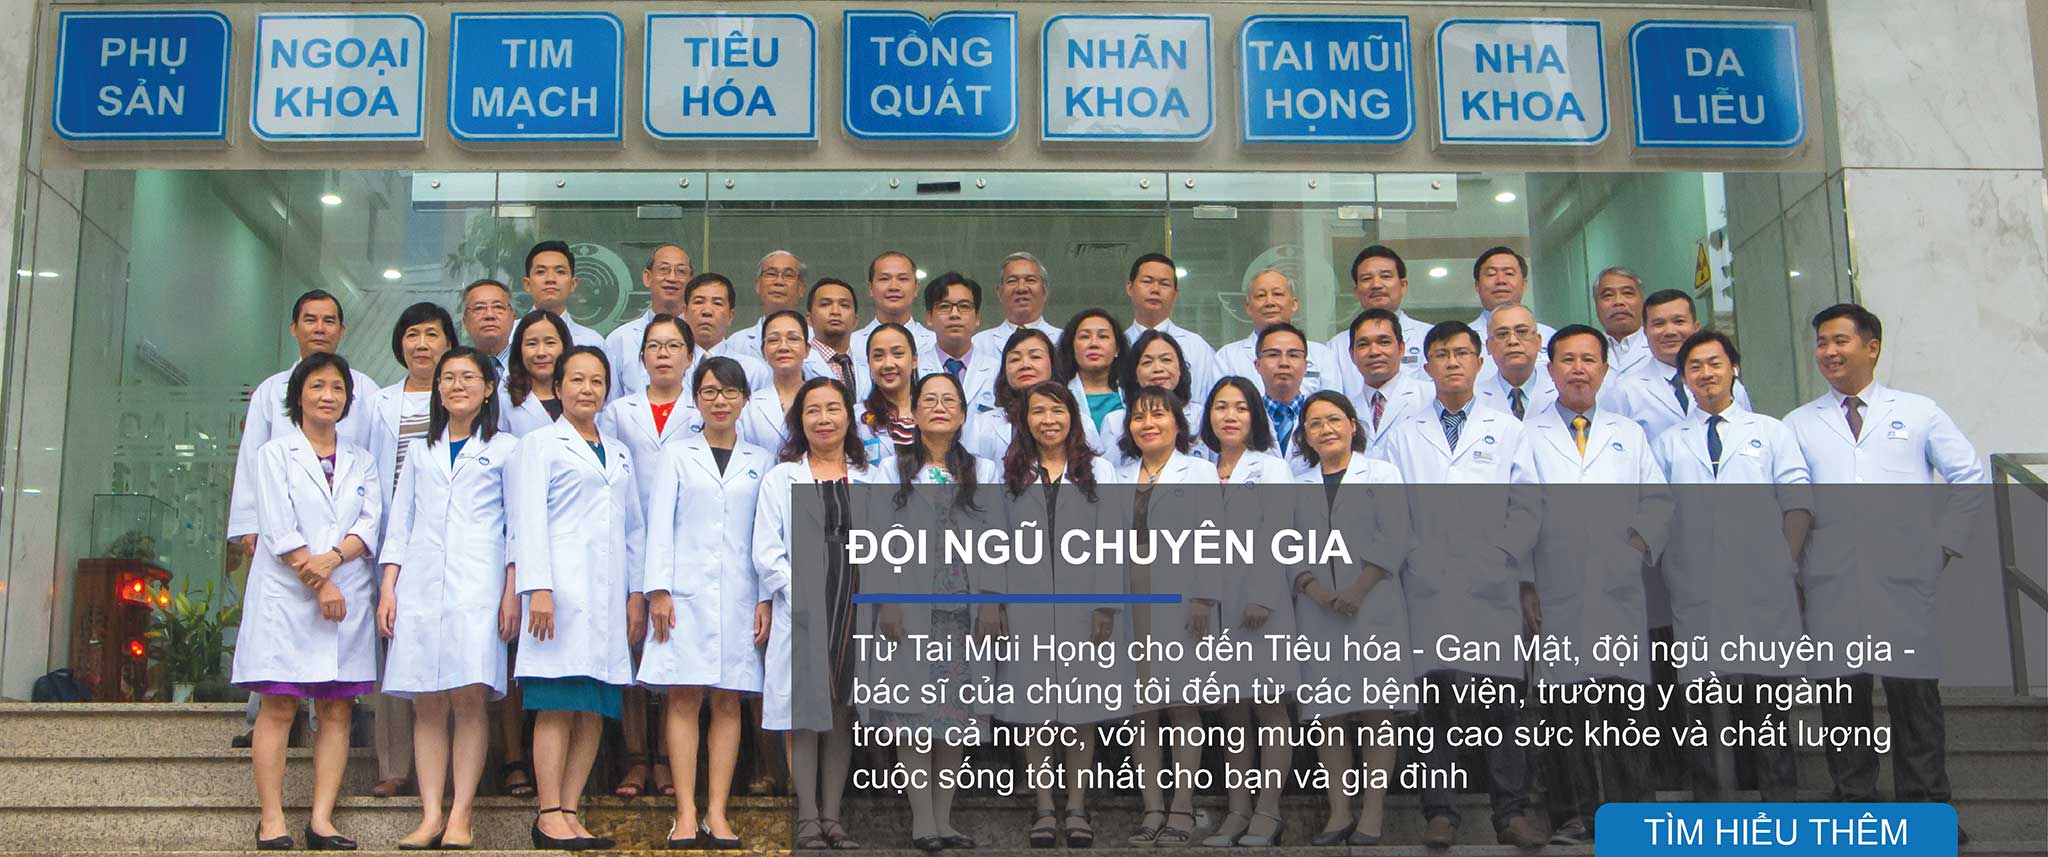 PHỤ SẢN
NGOẠI KHOA
TIM MẠCH
TIÊU HÓA
TỔNG QUÁT
NHÃN KHOA
TAI MŨI HỌNG
NHA KHOA
DA LIỄU
ĐỘI NGŨ CHUYÊN GIA
Từ Tai Mũi Họng cho đến Tiêu hóa - Gan Mật, đội ngũ chuyên gia -
bác sĩ của chúng tôi đến từ các bệnh viện, trường y đầu ngành
trong cả nước, với mong muốn nâng cao sức khỏe và chất lượng
cuộc sống tốt nhất cho bạn và gia đình
TÌM HIỂU THÊM